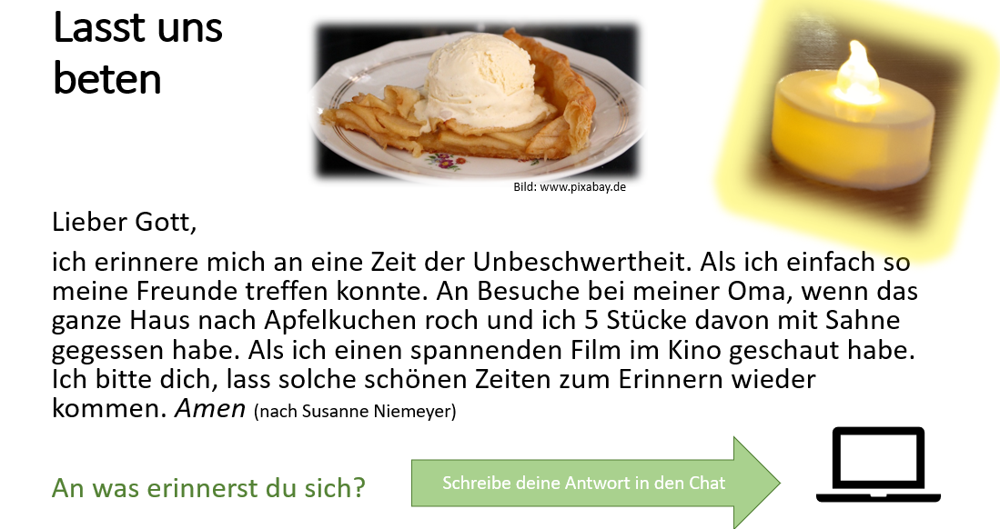 Lasst uns
beten
Bild: www.pixabay.de
Lieber Gott,
ich erinnere mich an eine Zeit der Unbeschwertheit. Als ich einfach so
meine Freunde treffen konnte. An Besuche bei meiner Oma, wenn das
ganze Haus nach Apfelkuchen roch und ich 5 Stücke davon mit Sahne
gegessen habe. Als ich einen spannenden Film im Kino geschaut habe.
Ich bitte dich, lass solche schönen Zeiten zum Erinnern wieder
kommen. Amen (nach Susanne Niemeyer)
An was erinnerst du sich?
Schreibe deine Antwort in den Chat